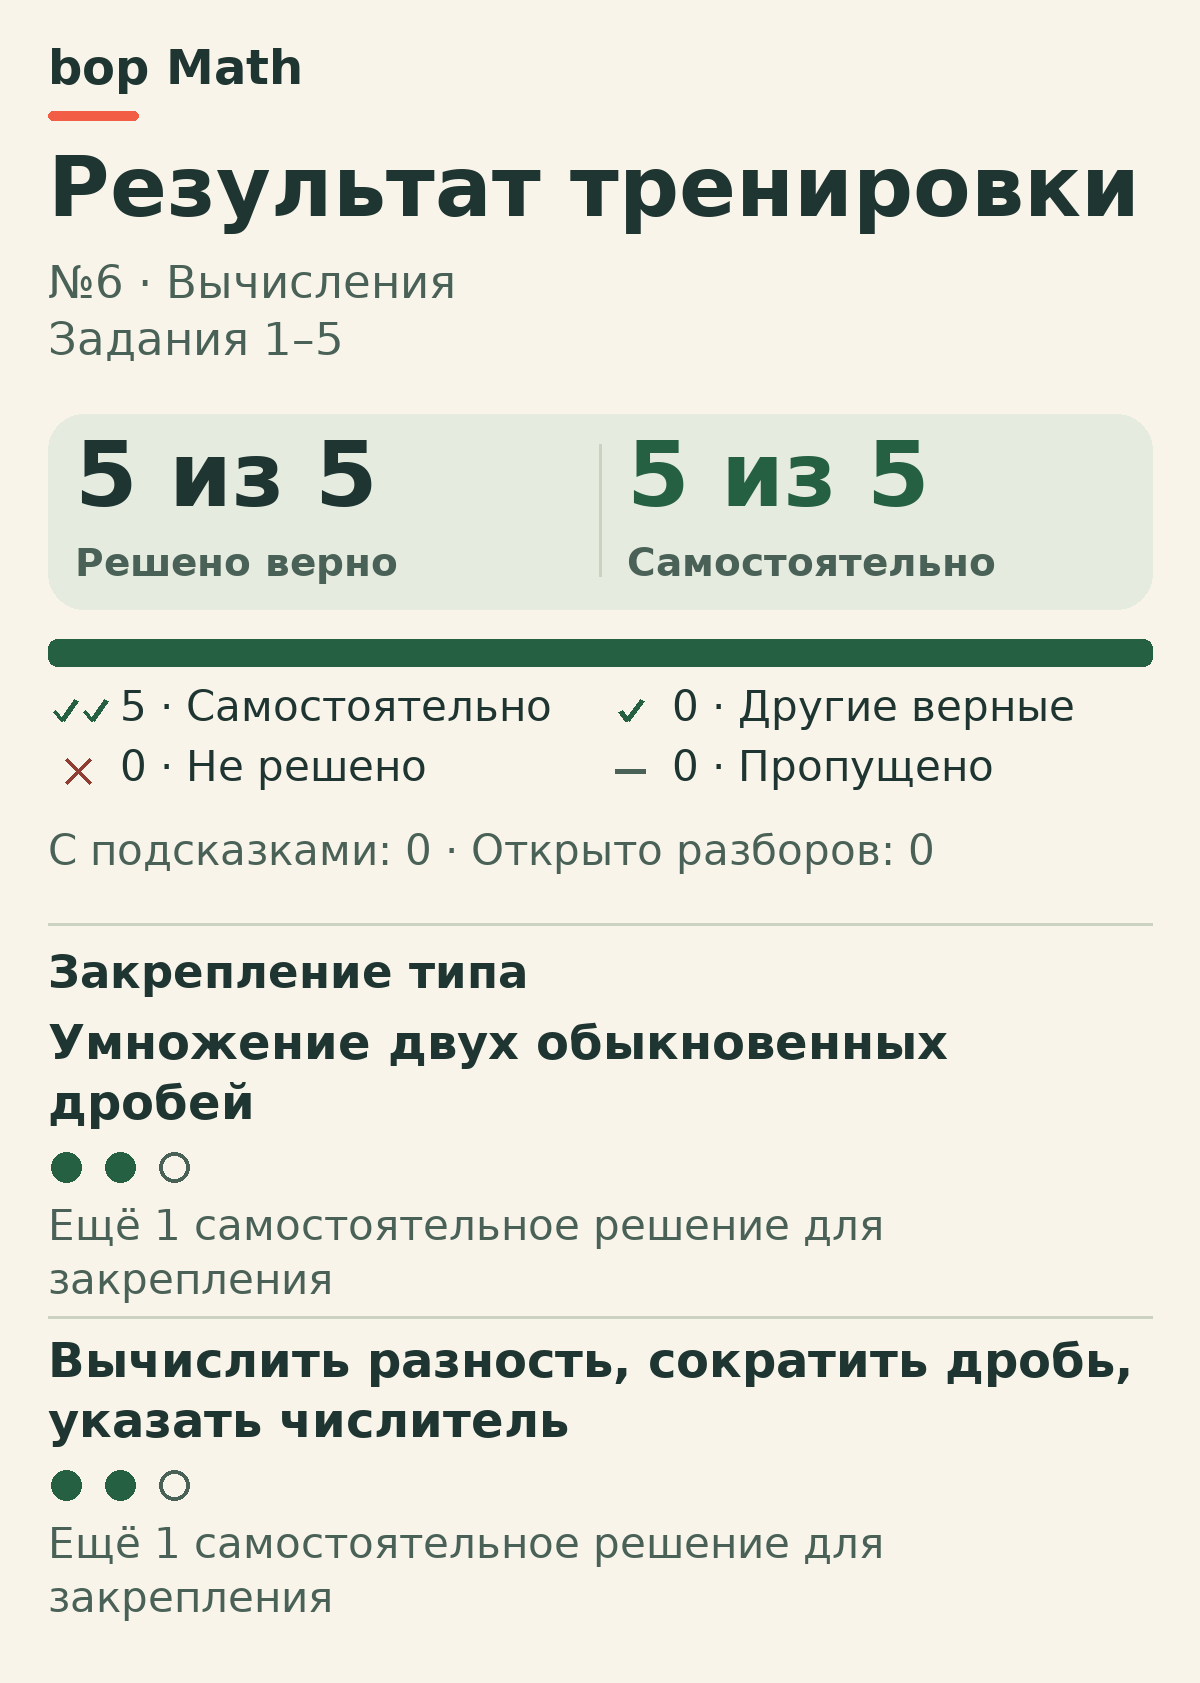 bop Math
Результат тренировки
№6 · Вычисления
Задания 1–5
5 из 5
Решено верно
5 из 5
Самостоятельно
5 · Самостоятельно
0 · Другие верные
0 · Не решено
0 · Пропущено
С подсказками: 0 · Открыто разборов: 0
Закрепление типа
Умножение двух обыкновенных
дробей
Ещё 1 самостоятельное решение для
закрепления
Вычислить разность, сократить дробь,
указать числитель
Ещё 1 самостоятельное решение для
закрепления